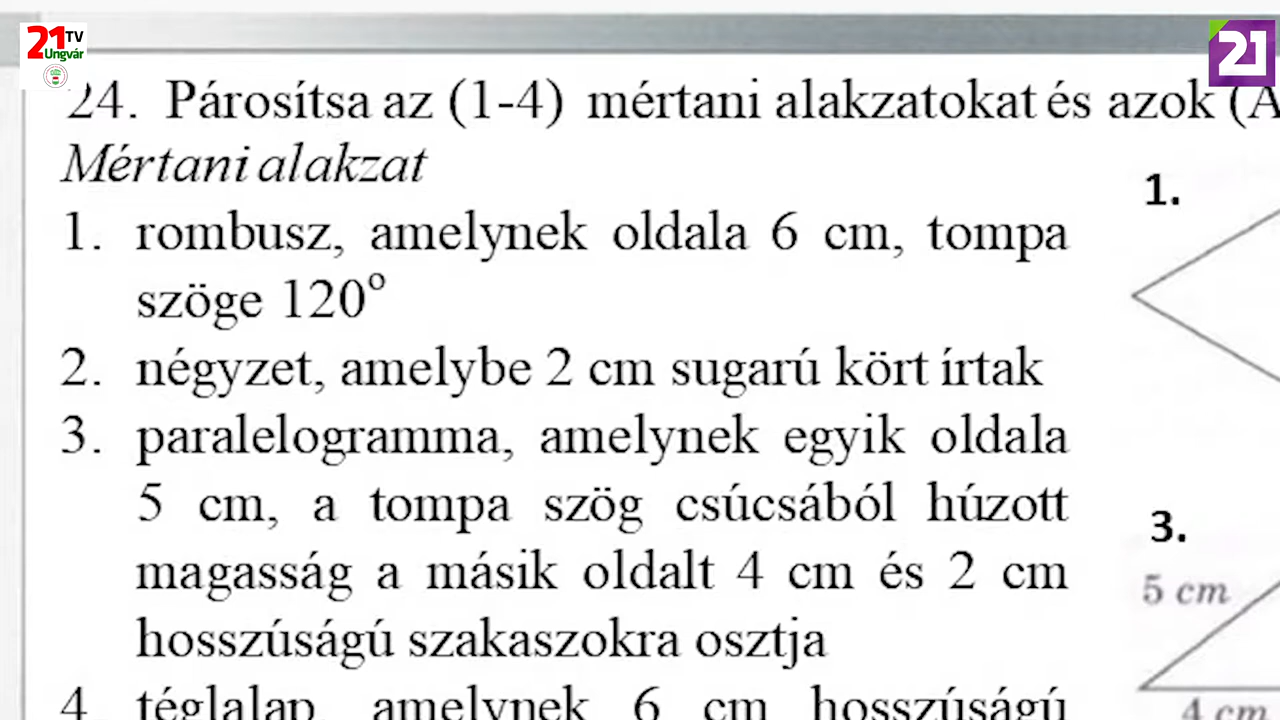 21TV
Ungvár
21
24. Párosítsa az (1-4) mértani alakzatokat és azok (A
Mértani alakzat
1. rombusz, amelynek oldala 6 cm, tompa
szöge 120°
2. négyzet, amelybe 2 cm sugarú kört írtak
3. paralelogramma, amelynek egyik oldala
5 cm, a tompa szög csúcsából húzott
magasság a másik oldalt 4 cm és 2 cm
hosszúságú szakaszokra osztja
4. téglalap, amelynek 6 cm hosszúságú
1.
3.
5 cm
4 cm